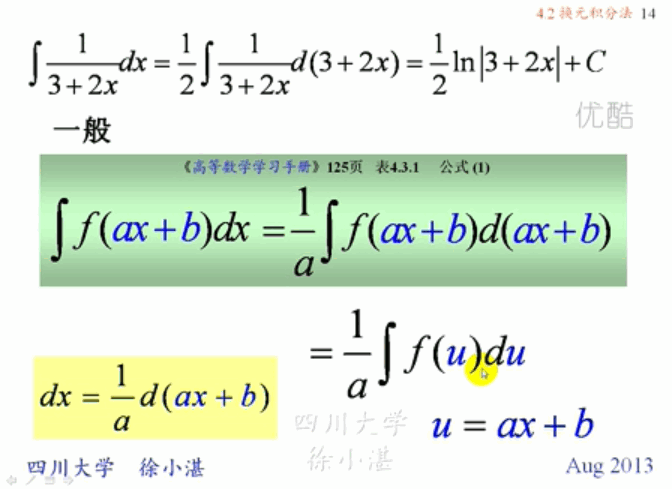 4.2 换元积分法 14
∫ 1/(3+2x) dx = 1/2 ∫ 1/(3+2x) d(3+2x) = 1/2 ln|3+2x| + C
优酷
一般
《高等数学学习手册》125页 表4.3.1 公式(1)
∫ f(ax+b)dx = 1/a ∫ f(ax+b)d(ax+b)
= 1/a ∫ f(u)du
dx = 1/a d(ax+b)
u = ax+b
四川大学
徐小湛
四川大学 徐小湛 Aug 2013